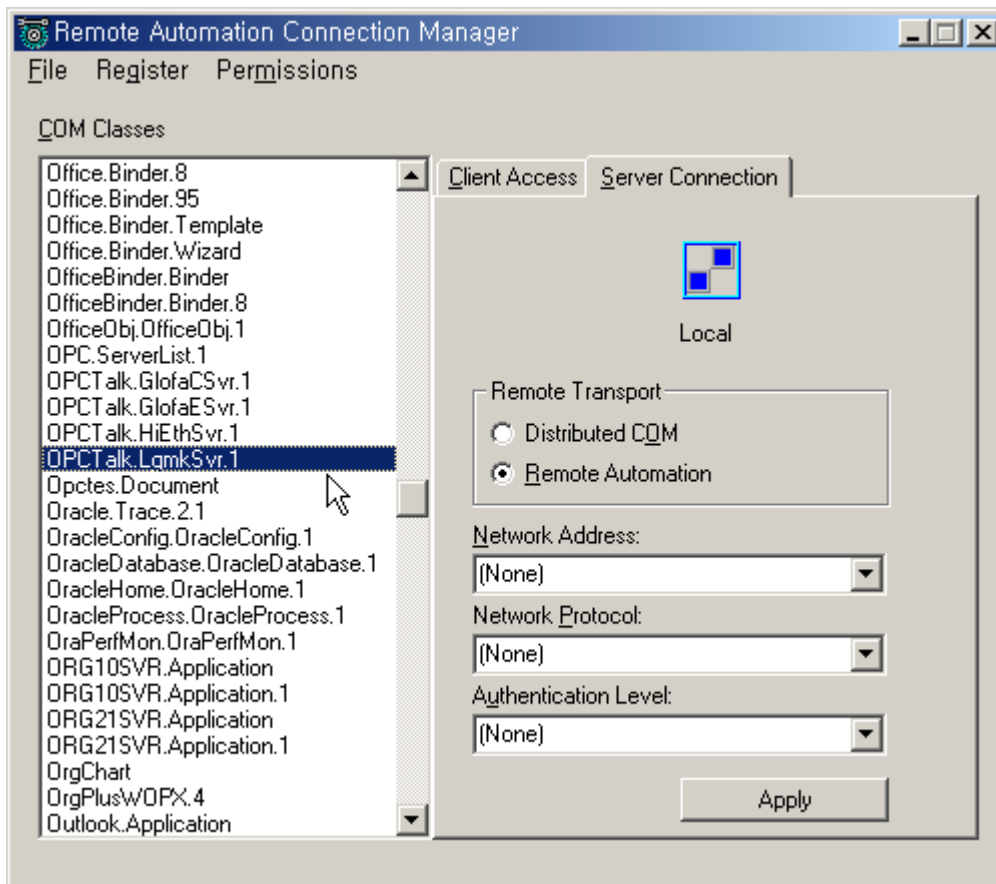 Remote Automation Connection Manager
File Register Permissions
COM Classes
Office.Binder.8
Office.Binder.95
Office.Binder.Template
Office.Binder.Wizard
OfficeBinder.Binder
OfficeBinder.Binder.8
OfficeObj.OfficeObj.1
OPC.ServerList.1
OPCTalk.GlofaCSvr.1
OPCTalk.GlofaESvr.1
OPCTalk.HiEthSvr.1
OPCTalk.LgmkSvr.1
Opctes.Document
Oracle.Trace.2.1
OracleConfig.OracleConfig.1
OracleDatabase.OracleDatabase.1
OracleHome.OracleHome.1
OracleProcess.OracleProcess.1
OraPerfMon.OraPerfMon.1
ORG10SVR.Application
ORG10SVR.Application.1
ORG21SVR.Application
ORG21SVR.Application.1
OrgChart
OrgPlusWOPX.4
Outlook.Application
Client Access Server Connection
Local
Remote Transport
Distributed COM
Remote Automation
Network Address:
(None)
Network Protocol:
(None)
Authentication Level:
(None)
Apply